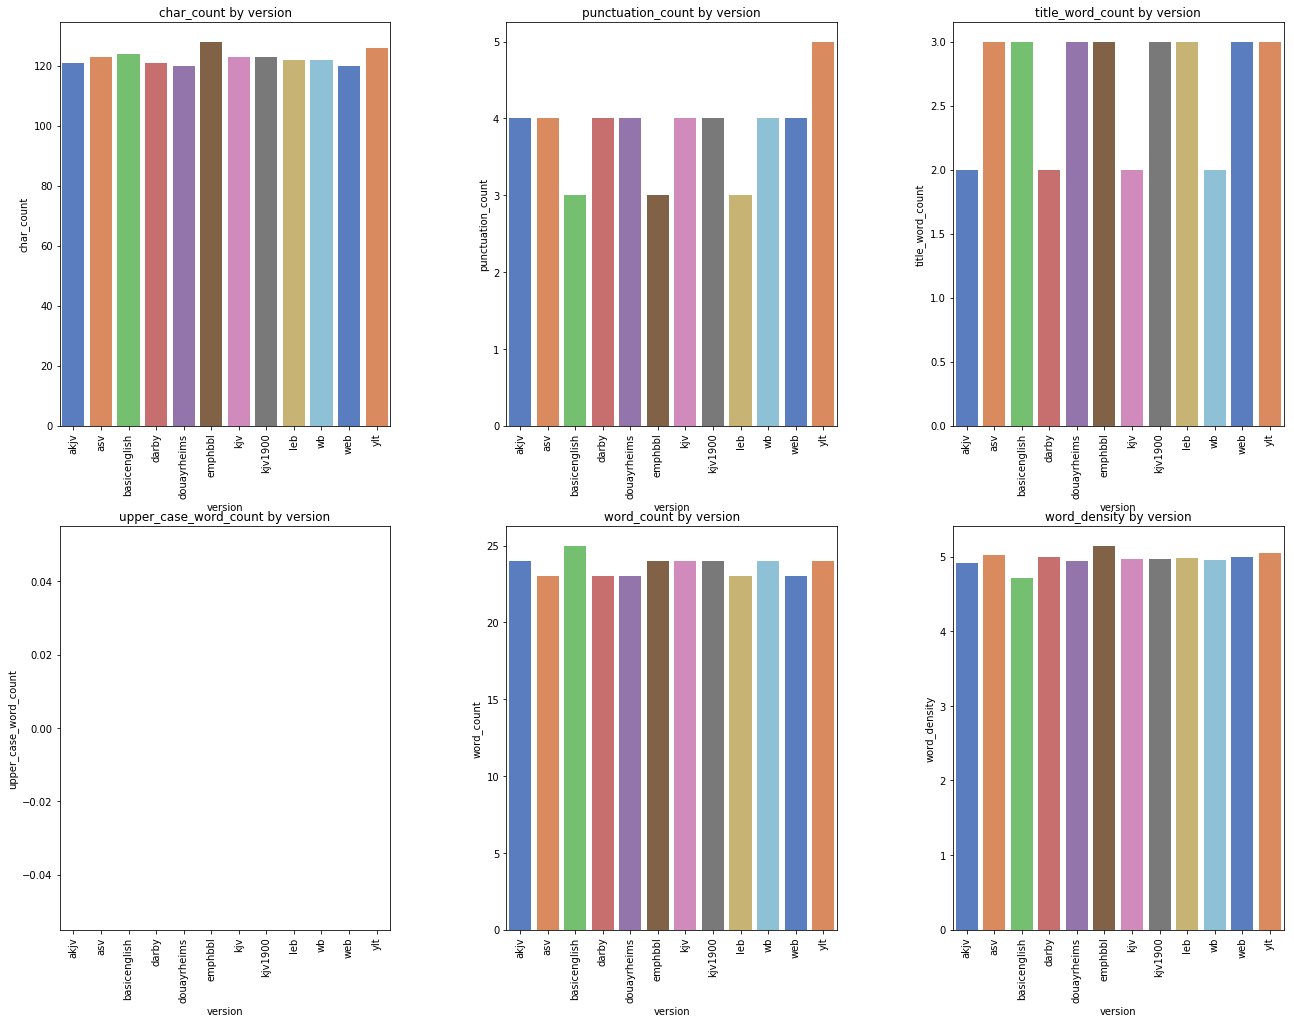 char_count by version
char_count
120
100
80
60
40
20
0
akjv
asv
basicenglish
darby
douayrheims
emphbbl
kjv
kjv1900
leb
wb
web
ylt
version
punctuation_count by version
punctuation_count
5
4
3
2
1
0
akjv
asv
basicenglish
darby
douayrheims
emphbbl
kjv
kjv1900
leb
wb
web
ylt
version
title_word_count by version
title_word_count
3.0
2.5
2.0
1.5
1.0
0.5
0.0
akjv
asv
basicenglish
darby
douayrheims
emphbbl
kjv
kjv1900
leb
wb
web
ylt
version
upper_case_word_count by version
upper_case_word_count
0.04
0.02
0.00
−0.02
−0.04
akjv
asv
basicenglish
darby
douayrheims
emphbbl
kjv
kjv1900
leb
wb
web
ylt
version
word_count by version
word_count
25
20
15
10
5
0
akjv
asv
basicenglish
darby
douayrheims
emphbbl
kjv
kjv1900
leb
wb
web
ylt
version
word_density by version
word_density
5
4
3
2
1
0
akjv
asv
basicenglish
darby
douayrheims
emphbbl
kjv
kjv1900
leb
wb
web
ylt
version